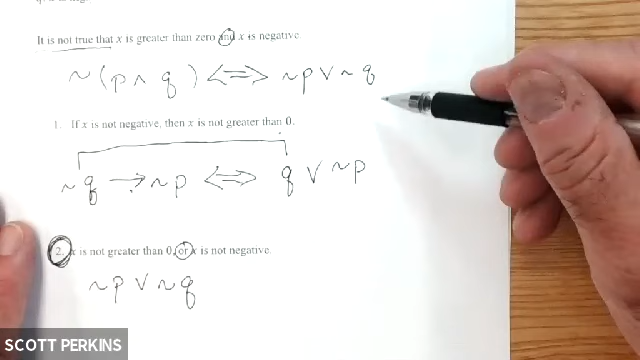 It is not true that x is greater than zero and x is negative.
~(p ∧ q) ⟺ ~p ∨ ~q
1. If x is not negative, then x is not greater than 0.
~q → ~p ⟺ q ∨ ~p
2. x is not greater than 0, or x is not negative.
~p ∨ ~q
SCOTT PERKINS